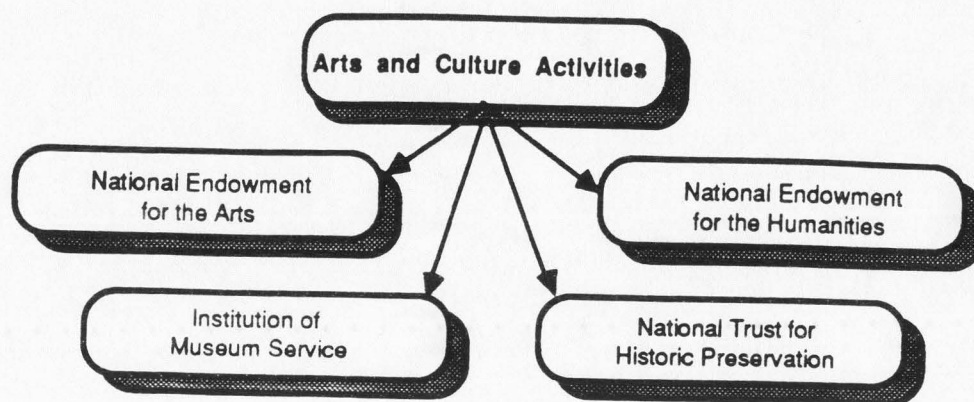 Arts and Culture Activities
National Endowment
for the Arts
National Endowment
for the Humanities
Institution of
Museum Service
National Trust for
Historic Preservation